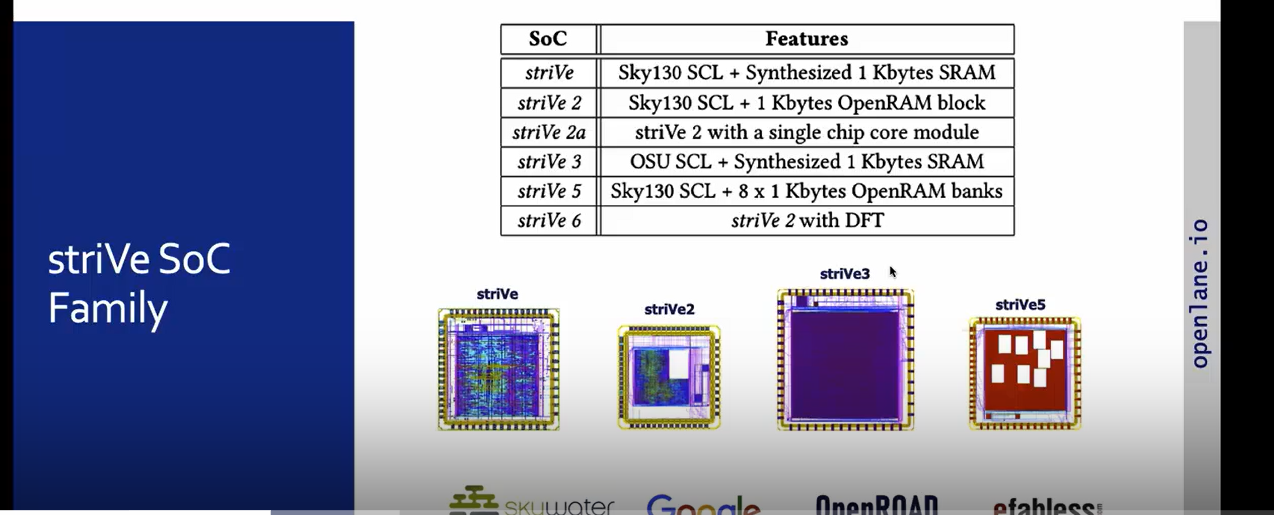 SoC Features
striVe Sky130 SCL + Synthesized 1 Kbytes SRAM
striVe 2 Sky130 SCL + 1 Kbytes OpenRAM block
striVe 2a striVe 2 with a single chip core module
striVe 3 OSU SCL + Synthesized 1 Kbytes SRAM
striVe 5 Sky130 SCL + 8 x 1 Kbytes OpenRAM banks
striVe 6 striVe 2 with DFT
striVe SoC
Family
striVe
striVe2
striVe3
striVe5
openlane.io
skywater
Google
OpenROAD
efabless